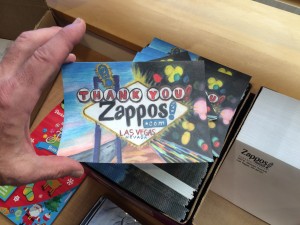 THANK YOU
Zappos!
.com
LAS VEGAS
NEVADA
Zappos!